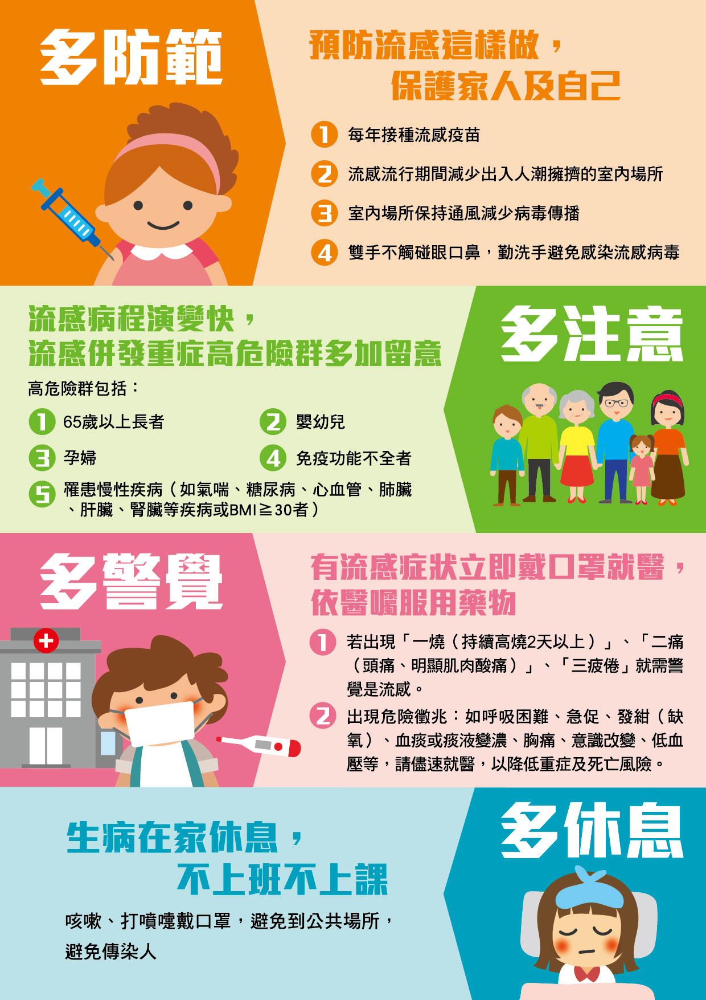 多防範
預防流感這樣做，
保護家人及自己
1 每年接種流感疫苗
2 流感流行期間減少出入人潮擁擠的室內場所
3 室內場所保持通風減少病毒傳播
4 雙手不觸碰眼口鼻，勤洗手避免感染流感病毒
多注意
流感病程演變快，
流感併發重症高危險群多加留意
高危險群包括：
1 65歲以上長者
2 嬰幼兒
3 孕婦
4 免疫功能不全者
5 罹患慢性疾病（如氣喘、糖尿病、心血管、肺臟
、肝臟、腎臟等疾病或BMI≧30者）
多警覺
有流感症狀立即戴口罩就醫，
依醫囑服用藥物
1 若出現「一燒（持續高燒2天以上）」、「二痛
（頭痛、明顯肌肉酸痛）」、「三疲倦」就需警
覺是流感。
2 出現危險徵兆：如呼吸困難、急促、發紺（缺
氧）、血痰或痰液變濃、胸痛、意識改變、低血
壓等，請儘速就醫，以降低重症及死亡風險。
多休息
生病在家休息，
不上班不上課
咳嗽、打噴嚏戴口罩，避免到公共場所，
避免傳染人